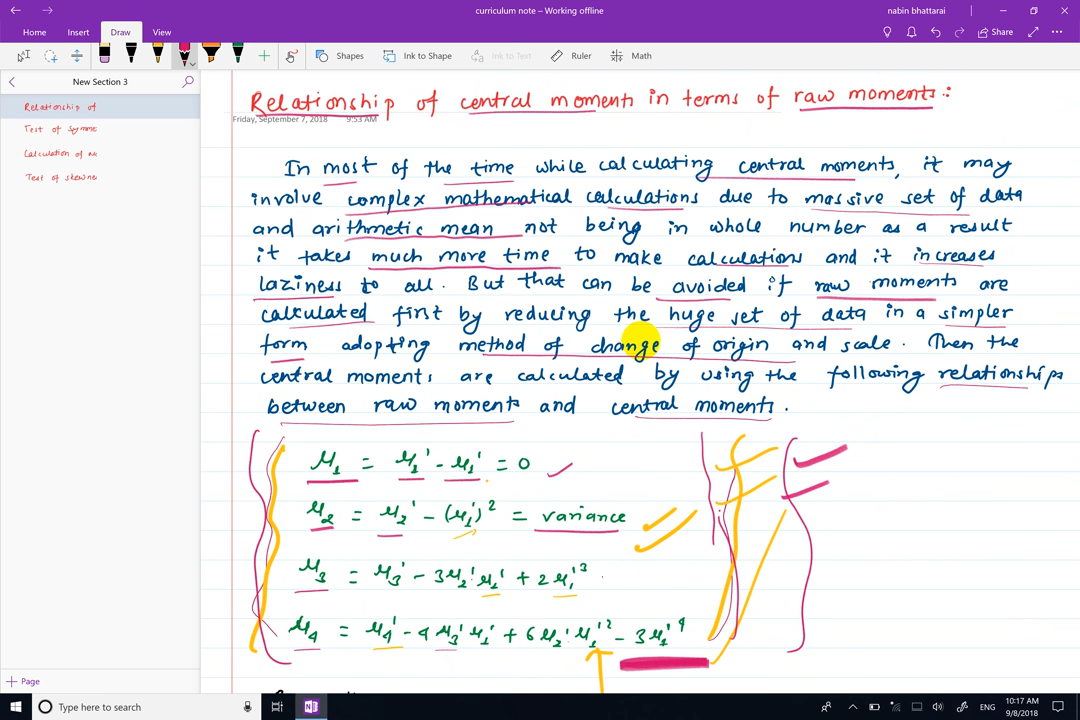 curriculum note – Working offline
nabin bhattarai
Home Insert Draw View
Share
Shapes Ink to Shape Ink to Text Ruler Math
New Section 3
Relationship of
Test of Symme
Calculation of
Test of skewne
Page
Relationship of central moment in terms of raw moments:
Friday, September 7, 2018 9:53 AM
In most of the time while calculating central moments, it may
involve complex mathematical calculations due to massive set of data
and arithmetic mean not being in whole number as a result
it takes much more time to make calculations and it increases
laziness to all. But that can be avoided if raw moments are
calculated first by reducing the huge set of data in a simpler
form adopting method of change of origin and scale. Then the
central moments are calculated by using the following relationships
between raw moments and central moments.
μ₁ = μ₁' - μ₁' = 0
μ₂ = μ₂' - (μ₁')² = variance
μ₃ = μ₃' - 3μ₂'μ₁' + 2μ₁'³
μ₄ = μ₄' - 4μ₃'μ₁' + 6μ₂'μ₁'² - 3μ₁'⁴
Type here to search
10:17 AM
9/8/2018